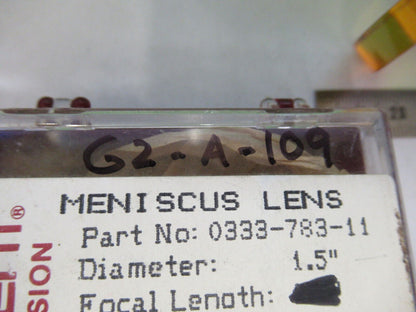 G2-A-109
MENISCUS LENS
Part No: 0333-783-11
Diameter: 1.5"
Focal Length: